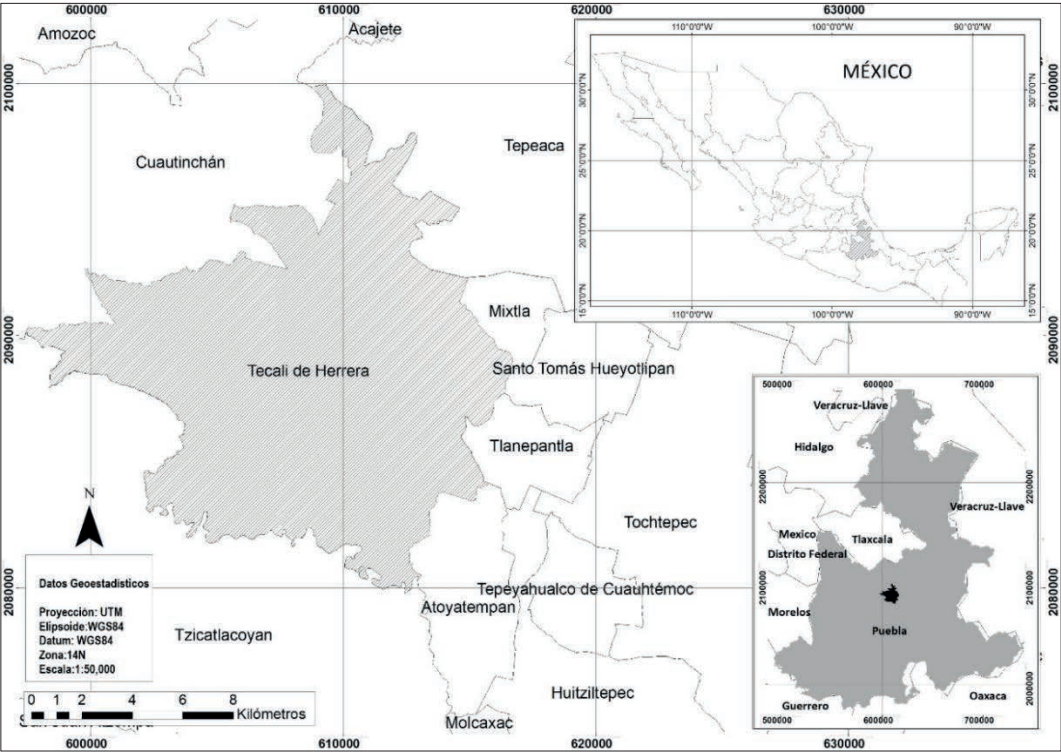 600000
610000
620000
630000
Amozoc
Acajete
2100000
2100000
Cuautinchán
Tepeaca
110°0'0"W
100°0'0"W
90°0'0"W
MÉXICO
30°0'0"N
30°0'0"N
25°0'0"N
25°0'0"N
20°0'0"N
20°0'0"N
15°0'0"N
15°0'0"N
110°0'0"W
100°0'0"W
90°0'0"W
Mixtla
2090000
2090000
Tecali de Herrera
Santo Tomás Hueyotlipan
Tlanepantla
Tochtepec
500000
600000
700000
Veracruz-Llave
Hidalgo
2200000
2200000
Veracruz-Llave
Mexico
Tlaxcala
Distrito Federal
2100000
2100000
Morelos
Puebla
2000000
Oaxaca
Guerrero
500000
600000
700000
N
Datos Geoestadisticos
Proyección: UTM
Elipsoide:WGS84
Datum: WGS84
Zona:14N
Escala:1:50,000
2080000
2080000
Tepeyahualco de Cuauhtémoc
Atoyatempan
Tzicatlacoyan
Huitziltepec
0 1 2 4 6 8
Kilómetros
Molcaxac
600000
610000
620000
630000